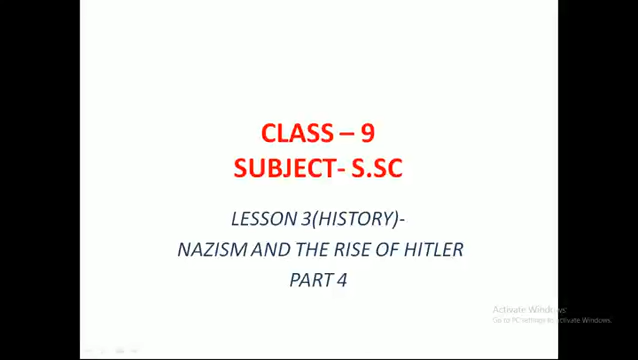 CLASS – 9
SUBJECT- S.SC
LESSON 3(HISTORY)-
NAZISM AND THE RISE OF HITLER
PART 4
Activate Windows
Go to PC settings to activate Windows.